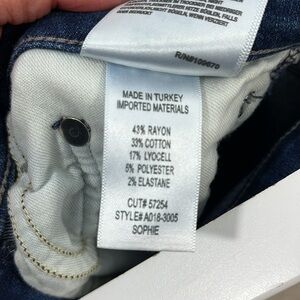 RN#100670
MADE IN TURKEY
IMPORTED MATERIALS
43% RAYON
33% COTTON
17% LYOCELL
5% POLYESTER
2% ELASTANE
CUT# 57254
STYLE# A018-3005
SOPHIE